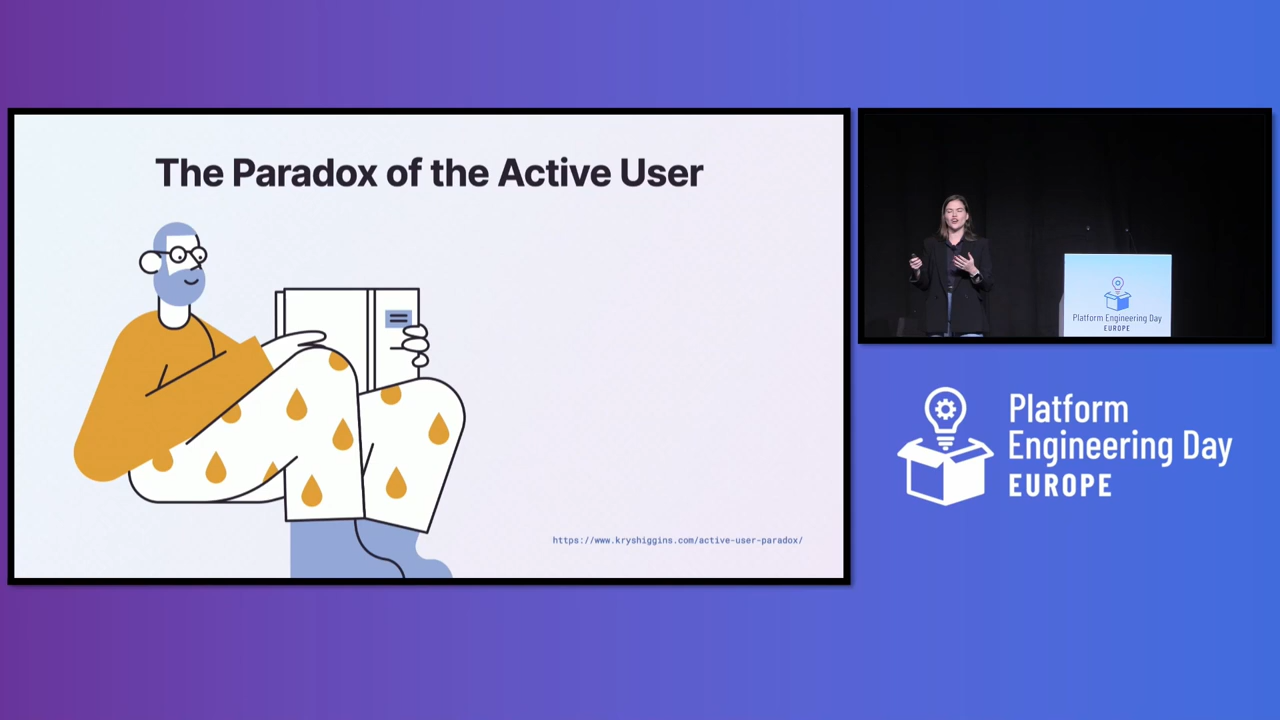 The Paradox of the Active User
https://www.kryshiggins.com/active-user-paradox/
Platform Engineering Day
EUROPE
Platform
Engineering Day
EUROPE